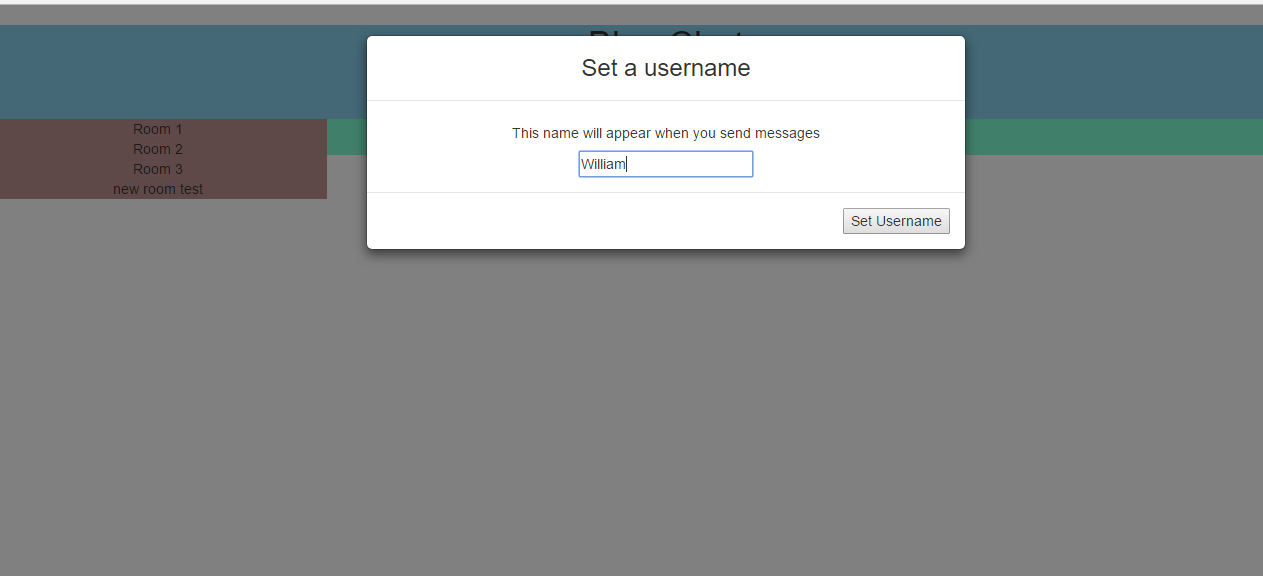 Set a username
This name will appear when you send messages
William
Set Username
Room 1
Room 2
Room 3
new room test